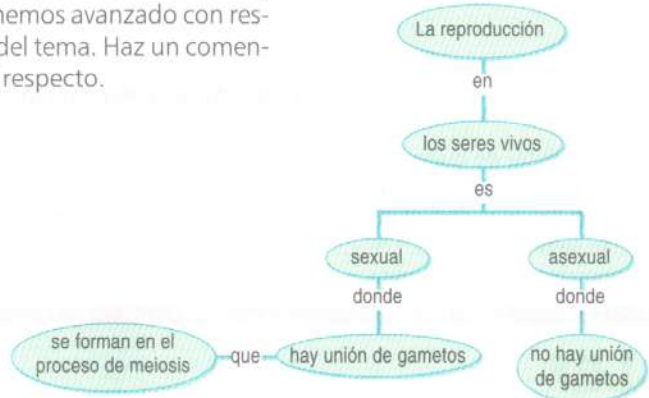 hemos avanzado con res-
del tema. Haz un comen-
respecto.
La reproducción
en
los seres vivos
es
sexual
asexual
donde
donde
se forman en el
proceso de meiosis
que
hay unión de gametos
no hay unión
de gametos